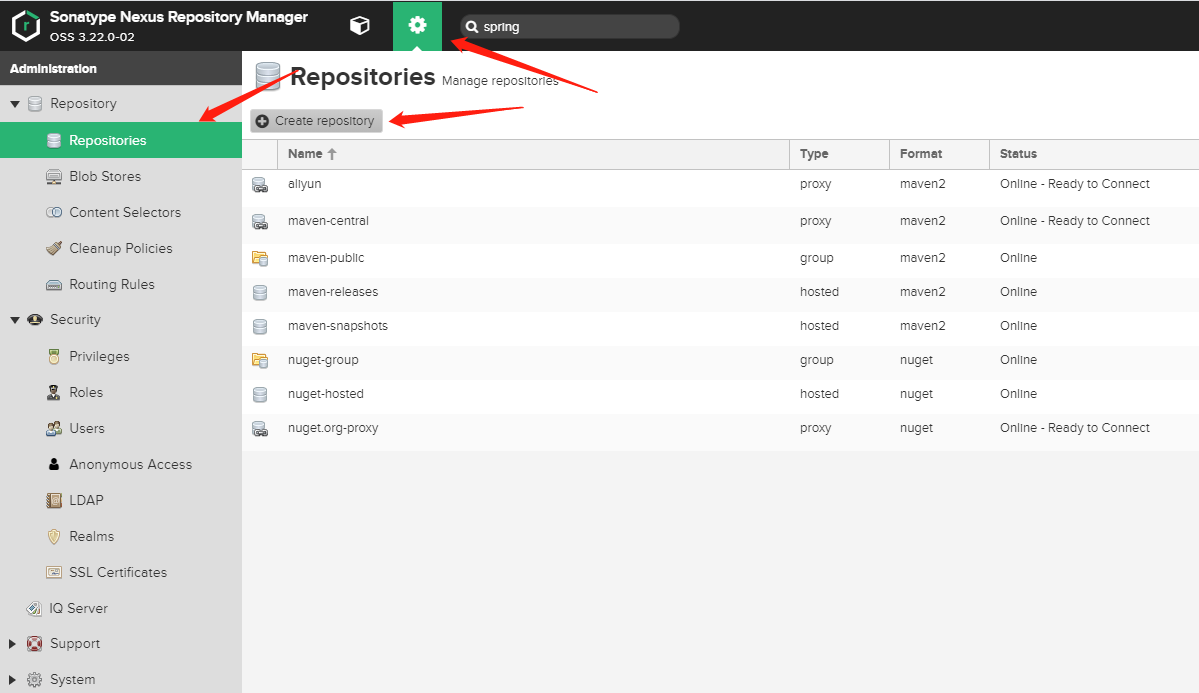 Sonatype Nexus Repository Manager
OSS 3.22.0-02
spring
Administration
Repository
Repositories
Blob Stores
Content Selectors
Cleanup Policies
Routing Rules
Security
Privileges
Roles
Users
Anonymous Access
LDAP
Realms
SSL Certificates
IQ Server
Support
System
Repositories Manage repositories
Create repository
Name Type Format Status
aliyun proxy maven2 Online - Ready to Connect
maven-central proxy maven2 Online - Ready to Connect
maven-public group maven2 Online
maven-releases hosted maven2 Online
maven-snapshots hosted maven2 Online
nuget-group group nuget Online
nuget-hosted hosted nuget Online
nuget.org-proxy proxy nuget Online - Ready to Connect